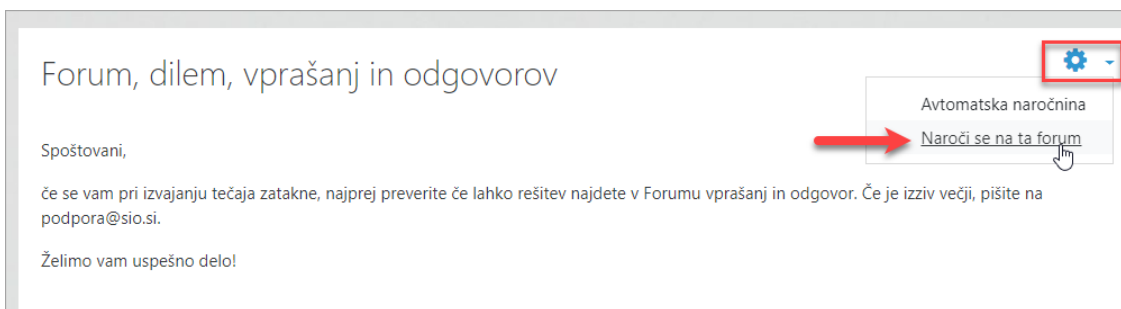 Forum, dilem, vprašanj in odgovorov
Avtomatska naročnina
Naroči se na ta forum
Spoštovani,
če se vam pri izvajanju tečaja zatakne, najprej preverite če lahko rešitev najdete v Forumu vprašanj in odgovor. Če je izziv večji, pišite na
podpora@sio.si.
Želimo vam uspešno delo!